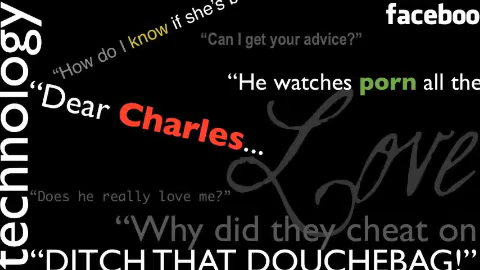 technology
faceboo
"How do I know if she's b
"Can I get your advice?"
"He watches porn all the
"Dear Charles...
Love
"Does he really love me?"
"Why did they cheat on
"DITCH THAT DOUCHEBAG!"